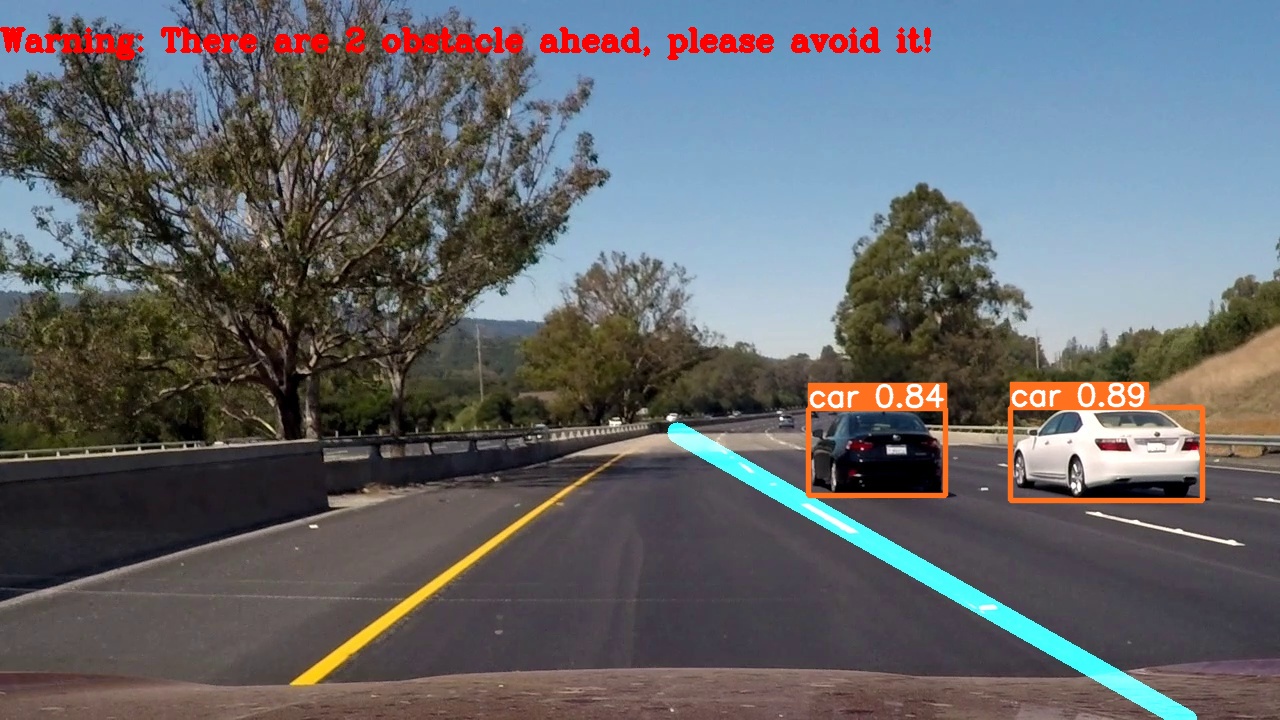 Warning: There are 2 obstacle ahead, please avoid it!
car 0.84
car 0.89